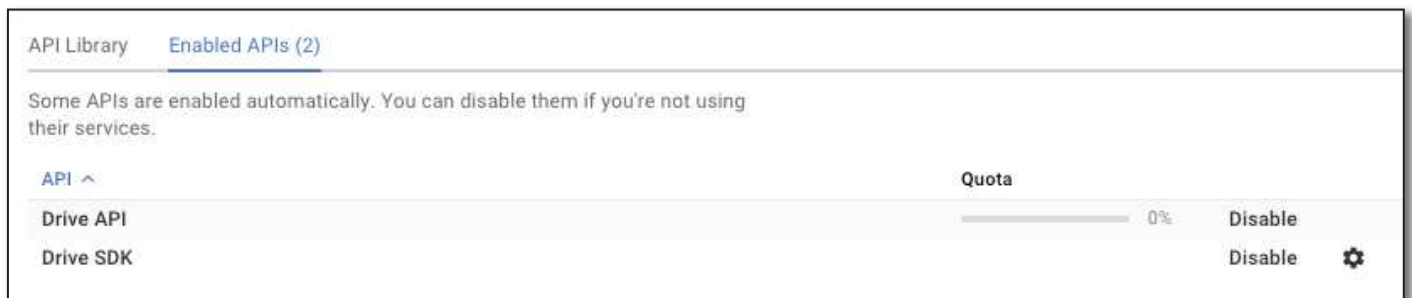 API Library Enabled APIs (2)
Some APIs are enabled automatically. You can disable them if you're not using
their services.
API Quota
Drive API 0% Disable
Drive SDK Disable